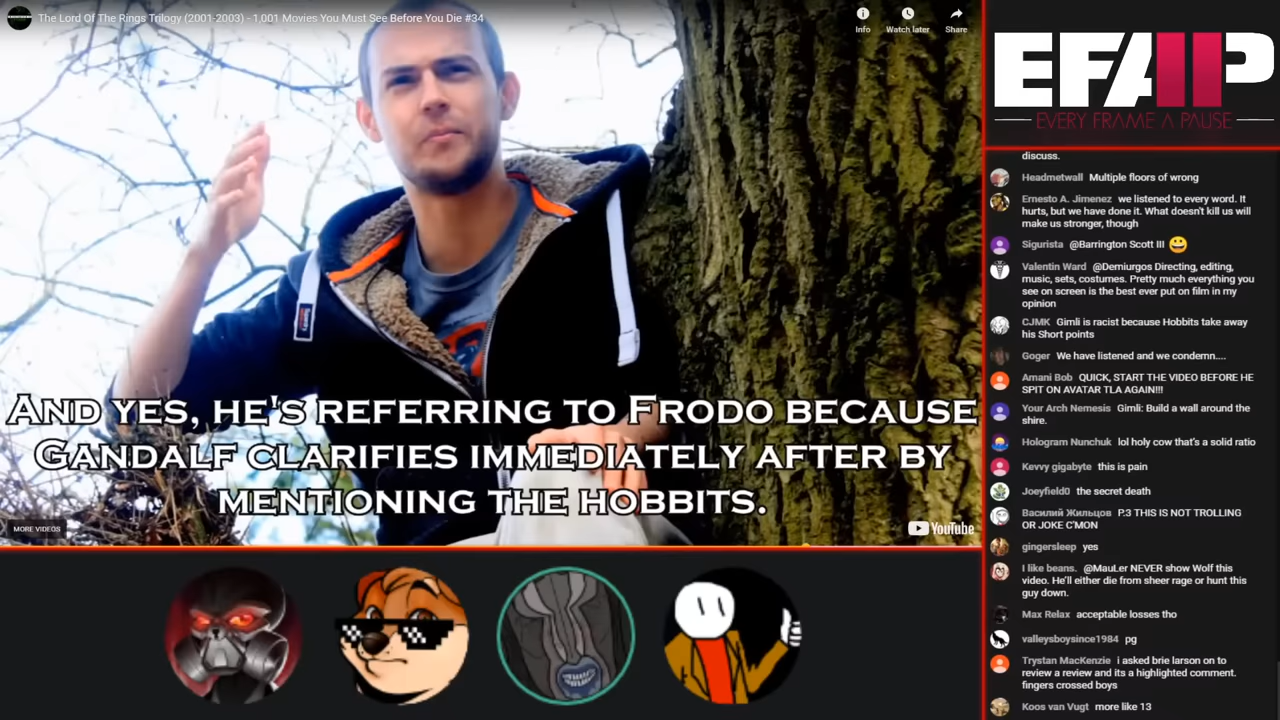 The Lord Of The Rings Trilogy (2001-2003) - 1,001 Movies You Must See Before You Die #34
Info
Watch later
Share
AND YES, HE'S REFERRING TO FRODO BECAUSE
GANDALF CLARIFIES IMMEDIATELY AFTER BY
MENTIONING THE HOBBITS.
MORE VIDEOS
YouTube
EFAP
EVERY FRAME A PAUSE
discuss.
Headmetwall Multiple floors of wrong
Ernesto A. Jimenez we listened to every word. It
hurts, but we have done it. What doesn't kill us will
make us stronger, though
Sigurista @Barrington Scott III 😀
Valentin Ward @Demiurgos Directing, editing,
music, sets, costumes. Pretty much everything you
see on screen is the best ever put on film in my
opinion
CJMK Gimli is racist because Hobbits take away
his Short points
Goger We have listened and we condemn....
Amani Bob QUICK, START THE VIDEO BEFORE HE
SPIT ON AVATAR TLA AGAIN!!!
Your Arch Nemesis Gimli: Build a wall around the
shire.
Hologram Nunchuk lol holy cow that's a solid ratio
Kevvy gigabyte this is pain
Joeyfield0 the secret death
Василий Жильцов P.3 THIS IS NOT TROLLING
OR JOKE C'MON
gingersleep yes
I like beans. @MauLer NEVER show Wolf this
video. He'll either die from sheer rage or hunt this
guy down.
Max Relax acceptable losses tho
valleysboysince1984 pg
Trystan MacKenzie i asked brie larson on to
review a review and its a highlighted comment.
fingers crossed boys
Koos van Vugt more like 13